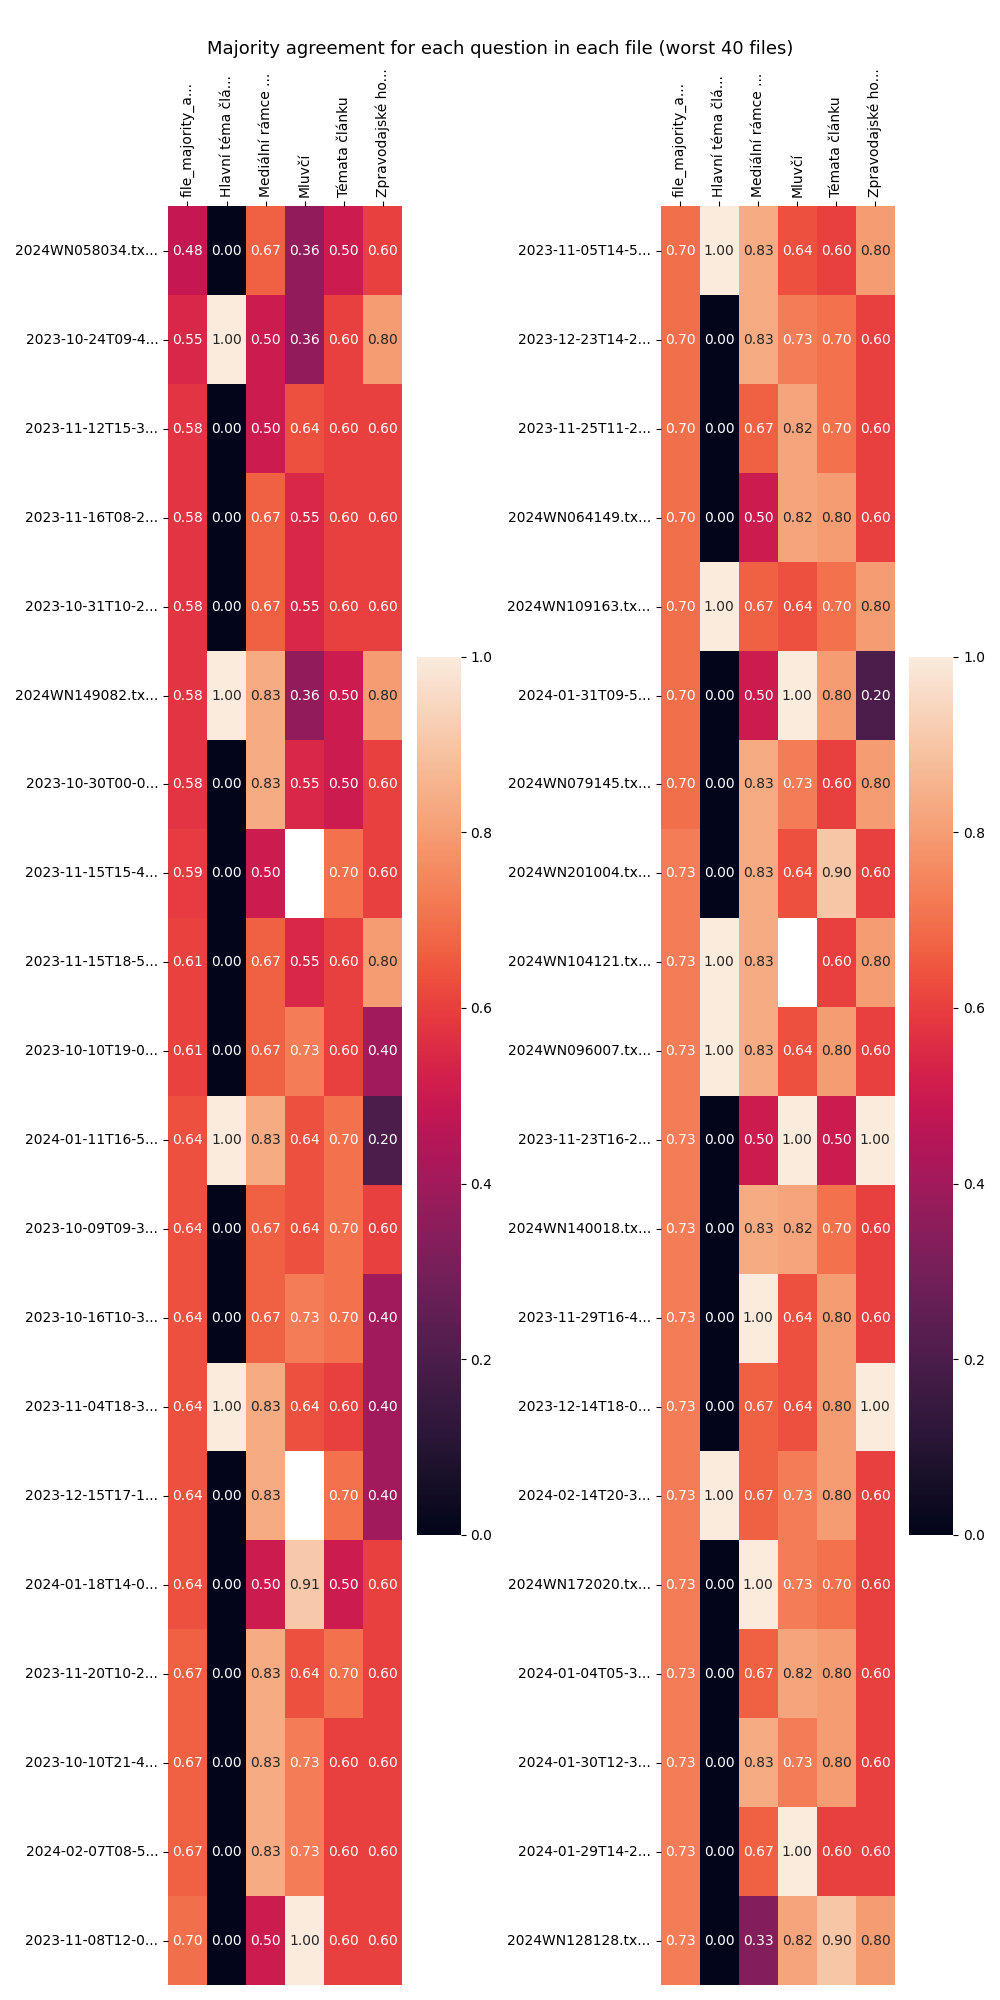 Majority agreement for each question in each file (worst 40 files)
file_majority_a... Hlavní téma člá... Mediální rámce ... Mluvčí Témata článku Zpravodajské ho...
2024WN058034.tx... 0.48 0.00 0.67 0.36 0.50 0.60
2023-10-24T09-4... 0.55 1.00 0.50 0.36 0.60 0.80
2023-11-12T15-3... 0.58 0.00 0.50 0.64 0.60 0.60
2023-11-16T08-2... 0.58 0.00 0.67 0.55 0.60 0.60
2023-10-31T10-2... 0.58 0.00 0.67 0.55 0.60 0.60
2024WN149082.tx... 0.58 1.00 0.83 0.36 0.50 0.80
2023-10-30T00-0... 0.58 0.00 0.83 0.55 0.50 0.60
2023-11-15T15-4... 0.59 0.00 0.50 0.70 0.60
2023-11-15T18-5... 0.61 0.00 0.67 0.55 0.60 0.80
2023-10-10T19-0... 0.61 0.00 0.67 0.73 0.60 0.40
2024-01-11T16-5... 0.64 1.00 0.83 0.64 0.70 0.20
2023-10-09T09-3... 0.64 0.00 0.67 0.64 0.70 0.60
2023-10-16T10-3... 0.64 0.00 0.67 0.73 0.70 0.40
2023-11-04T18-3... 0.64 1.00 0.83 0.64 0.60 0.40
2023-12-15T17-1... 0.64 0.00 0.83 0.70 0.40
2024-01-18T14-0... 0.64 0.00 0.50 0.91 0.50 0.60
2023-11-20T10-2... 0.67 0.00 0.83 0.64 0.70 0.60
2023-10-10T21-4... 0.67 0.00 0.83 0.73 0.60 0.60
2024-02-07T08-5... 0.67 0.00 0.83 0.73 0.60 0.60
2023-11-08T12-0... 0.70 0.00 0.50 1.00 0.60 0.60
1.0
0.8
0.6
0.4
0.2
0.0
file_majority_a... Hlavní téma člá... Mediální rámce ... Mluvčí Témata článku Zpravodajské ho...
2023-11-05T14-5... 0.70 1.00 0.83 0.64 0.60 0.80
2023-12-23T14-2... 0.70 0.00 0.83 0.73 0.70 0.60
2023-11-25T11-2... 0.70 0.00 0.67 0.82 0.70 0.60
2024WN064149.tx... 0.70 0.00 0.50 0.82 0.80 0.60
2024WN109163.tx... 0.70 1.00 0.67 0.64 0.70 0.80
2024-01-31T09-5... 0.70 0.00 0.50 1.00 0.80 0.20
2024WN079145.tx... 0.70 0.00 0.83 0.73 0.60 0.80
2024WN201004.tx... 0.73 0.00 0.83 0.64 0.90 0.60
2024WN104121.tx... 0.73 1.00 0.83 0.60 0.80
2024WN096007.tx... 0.73 1.00 0.83 0.64 0.80 0.60
2023-11-23T16-2... 0.73 0.00 0.50 1.00 0.50 1.00
2024WN140018.tx... 0.73 0.00 0.83 0.82 0.70 0.60
2023-11-29T16-4... 0.73 0.00 1.00 0.64 0.80 0.60
2023-12-14T18-0... 0.73 0.00 0.67 0.64 0.80 1.00
2024-02-14T20-3... 0.73 1.00 0.67 0.73 0.80 0.60
2024WN172020.tx... 0.73 0.00 1.00 0.73 0.70 0.60
2024-01-04T05-3... 0.73 0.00 0.67 0.82 0.80 0.60
2024-01-30T12-3... 0.73 0.00 0.83 0.73 0.80 0.60
2024-01-29T14-2... 0.73 0.00 0.67 1.00 0.60 0.60
2024WN128128.tx... 0.73 0.00 0.33 0.82 0.90 0.80
1.0
0.8
0.6
0.4
0.2
0.0